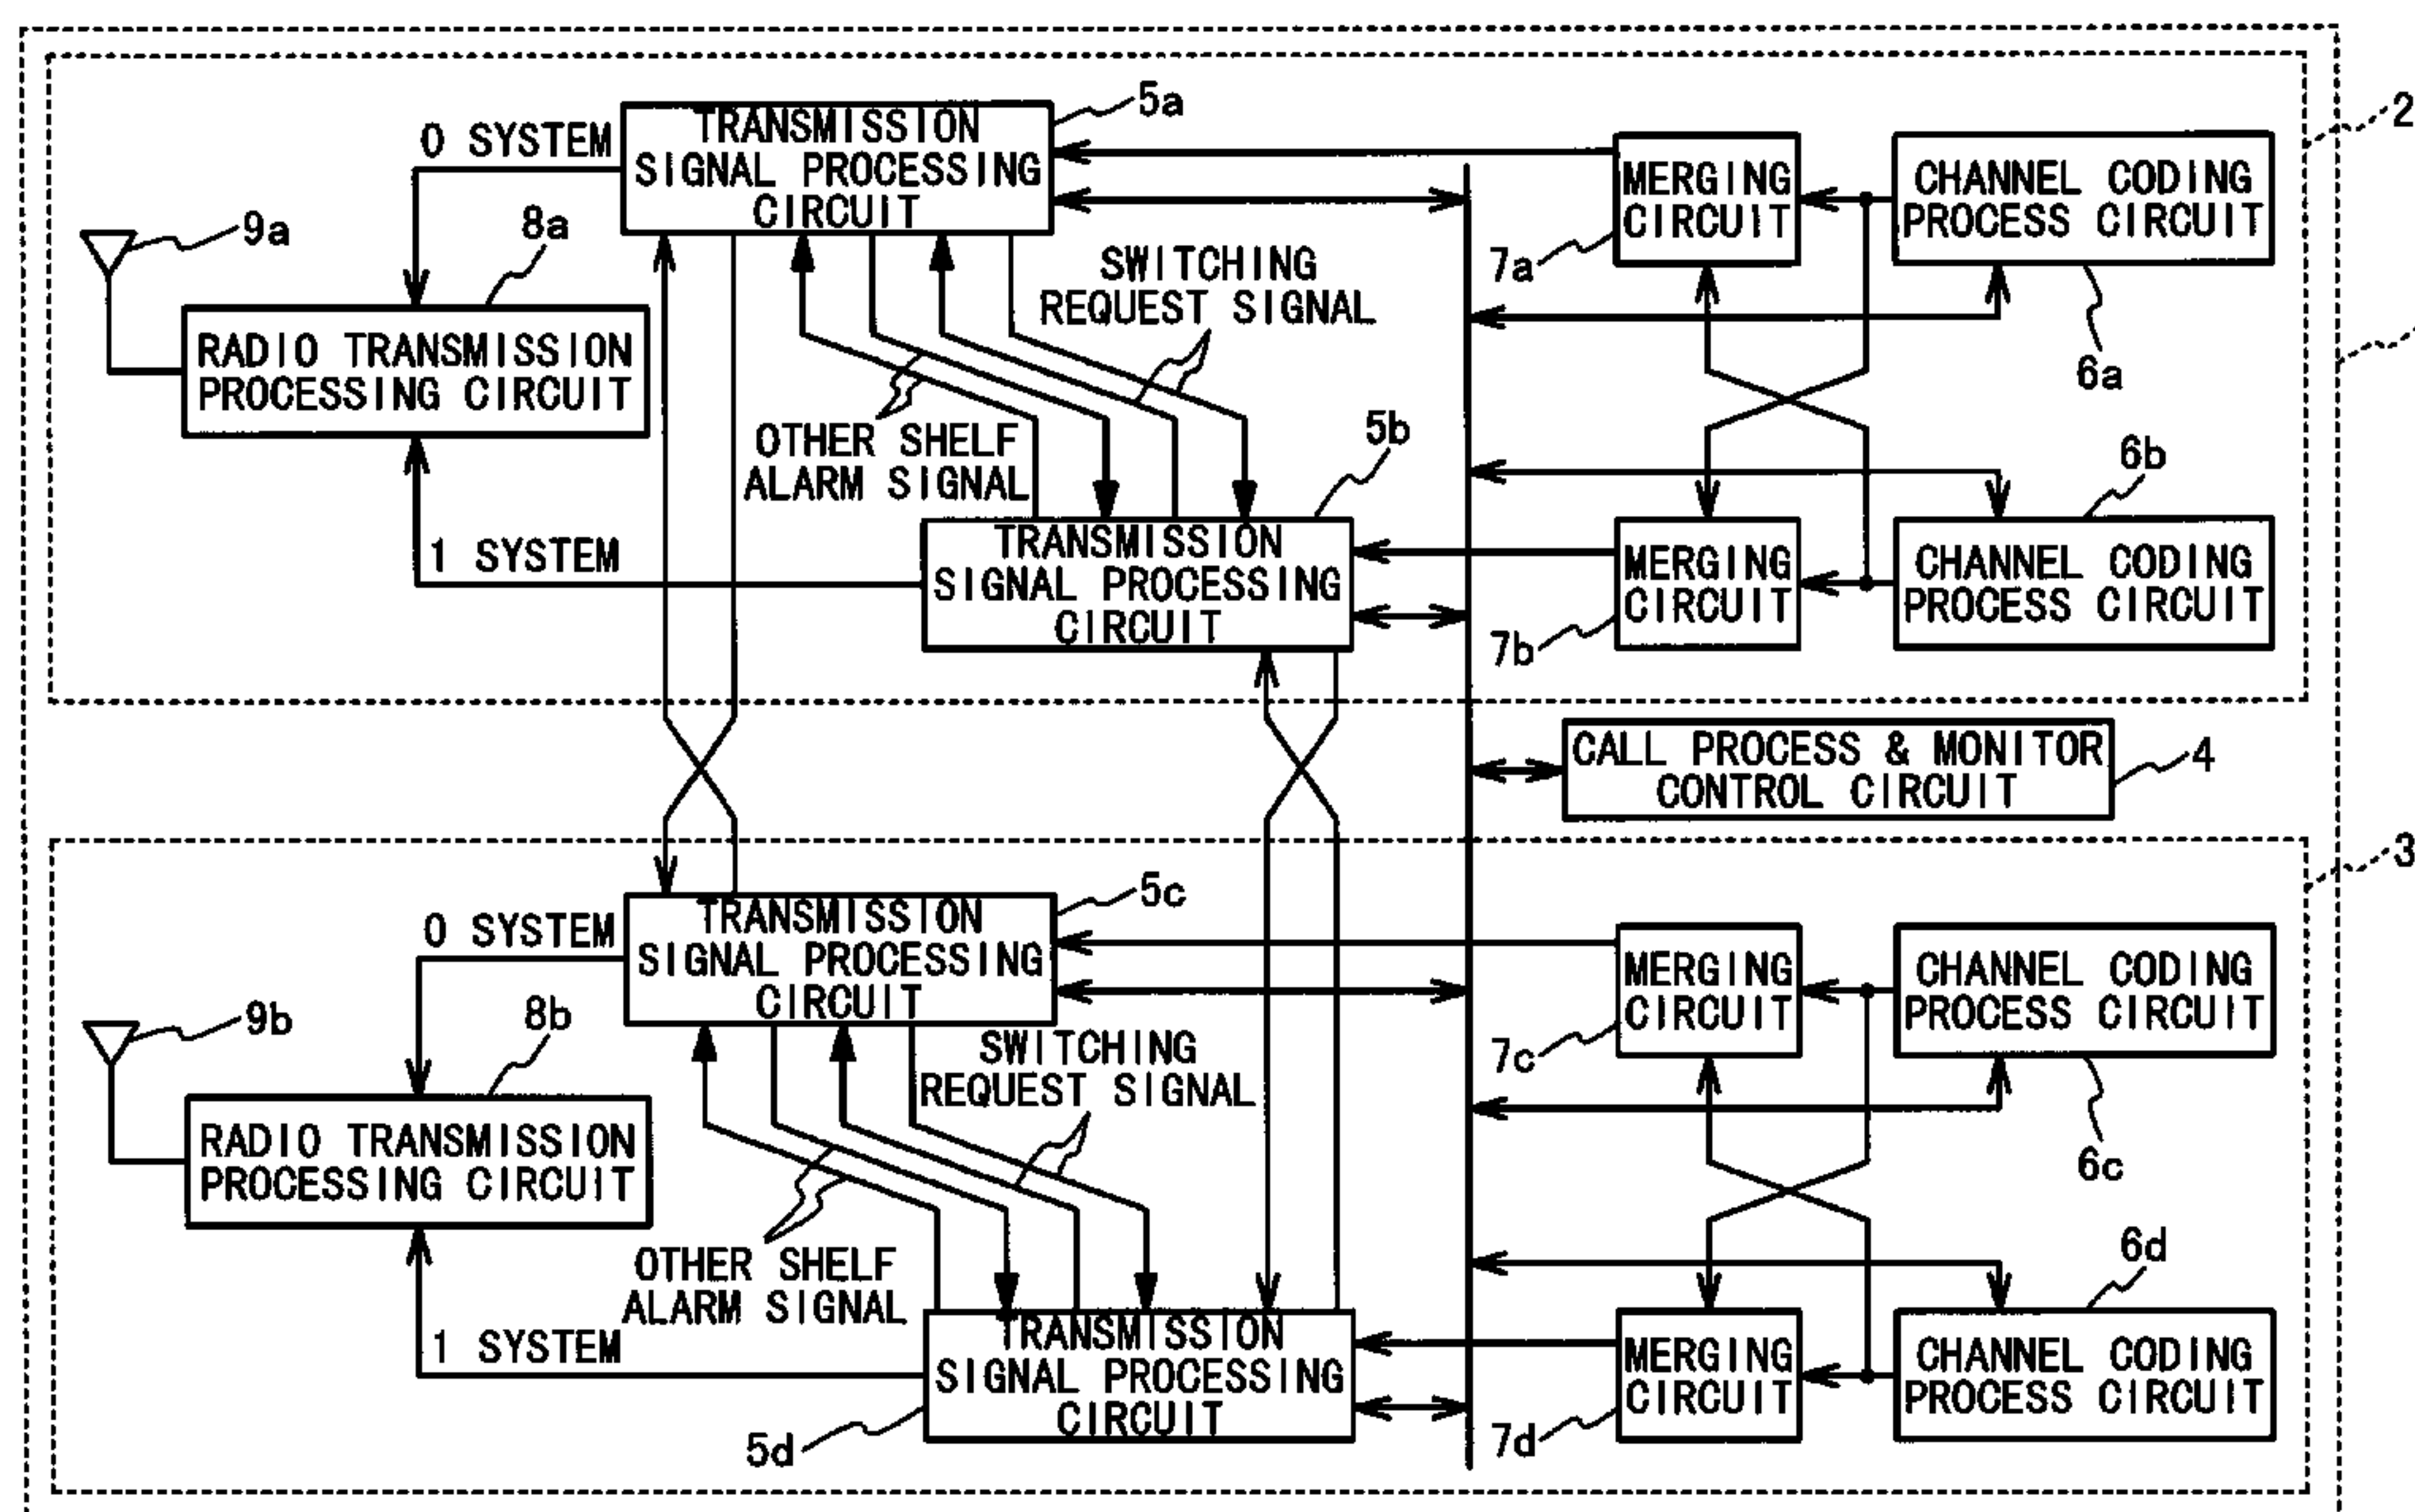 5a
2
0 SYSTEM
TRANSMISSION
SIGNAL PROCESSING
CIRCUIT
MERGING
CIRCUIT
CHANNEL CODING
PROCESS CIRCUIT
9a
8a
7a
SWITCHING
REQUEST SIGNAL
RADIO TRANSMISSION
PROCESSING CIRCUIT
6a
OTHER SHELF
ALARM SIGNAL
5b
6b
1 SYSTEM
TRANSMISSION
SIGNAL PROCESSING
CIRCUIT
MERGING
CIRCUIT
CHANNEL CODING
PROCESS CIRCUIT
7b
CALL PROCESS & MONITOR
CONTROL CIRCUIT
4
3
5c
0 SYSTEM
TRANSMISSION
SIGNAL PROCESSING
CIRCUIT
MERGING
CIRCUIT
CHANNEL CODING
PROCESS CIRCUIT
9b
8b
7c
SWITCHING
REQUEST SIGNAL
RADIO TRANSMISSION
PROCESSING CIRCUIT
6c
OTHER SHELF
ALARM SIGNAL
6d
1 SYSTEM
TRANSMISSION
SIGNAL PROCESSING
CIRCUIT
MERGING
CIRCUIT
CHANNEL CODING
PROCESS CIRCUIT
5d
7d